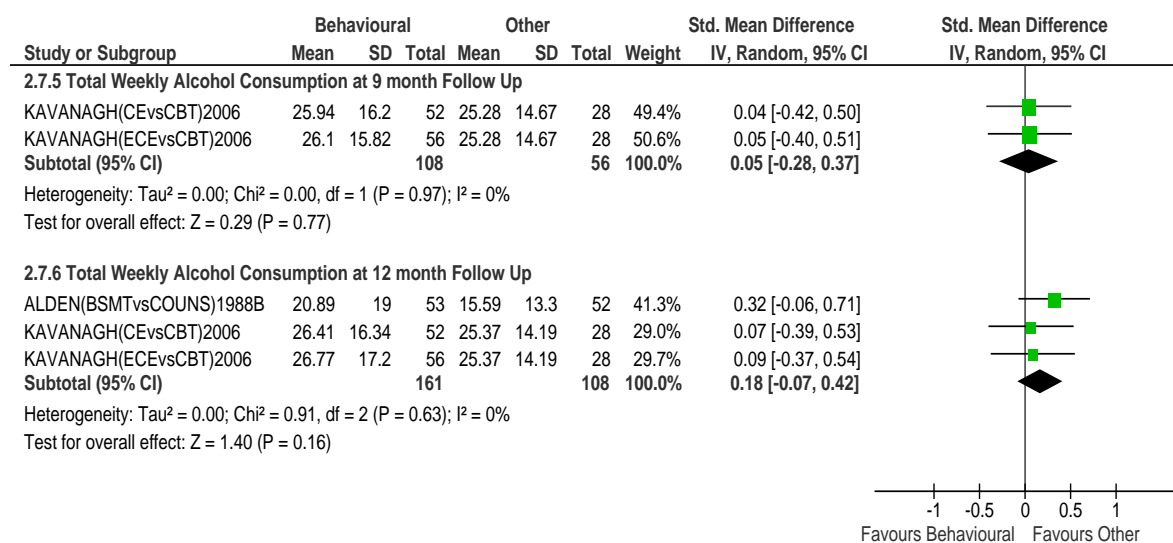 Behavioural Other Std. Mean Difference Std. Mean Difference
Study or Subgroup Mean SD Total Mean SD Total Weight IV, Random, 95% CI IV, Random, 95% CI
2.7.5 Total Weekly Alcohol Consumption at 9 month Follow Up
KAVANAGH(CEvsCBT)2006 25.94 16.2 52 25.28 14.67 28 49.4% 0.04 [-0.42, 0.50]
KAVANAGH(ECEvsCBT)2006 26.1 15.82 56 25.28 14.67 28 50.6% 0.05 [-0.40, 0.51]
Subtotal (95% CI) 108 56 100.0% 0.05 [-0.28, 0.37]
Heterogeneity: Tau² = 0.00; Chi² = 0.00, df = 1 (P = 0.97); I² = 0%
Test for overall effect: Z = 0.29 (P = 0.77)
2.7.6 Total Weekly Alcohol Consumption at 12 month Follow Up
ALDEN(BSMTvsCOUNS)1988B 20.89 19 53 15.59 13.3 52 41.3% 0.32 [-0.06, 0.71]
KAVANAGH(CEvsCBT)2006 26.41 16.34 52 25.37 14.19 28 29.0% 0.07 [-0.39, 0.53]
KAVANAGH(ECEvsCBT)2006 26.77 17.2 56 25.37 14.19 28 29.7% 0.09 [-0.37, 0.54]
Subtotal (95% CI) 161 108 100.0% 0.18 [-0.07, 0.42]
Heterogeneity: Tau² = 0.00; Chi² = 0.91, df = 2 (P = 0.63); I² = 0%
Test for overall effect: Z = 1.40 (P = 0.16)
-1 -0.5 0 0.5 1
Favours Behavioural Favours Other